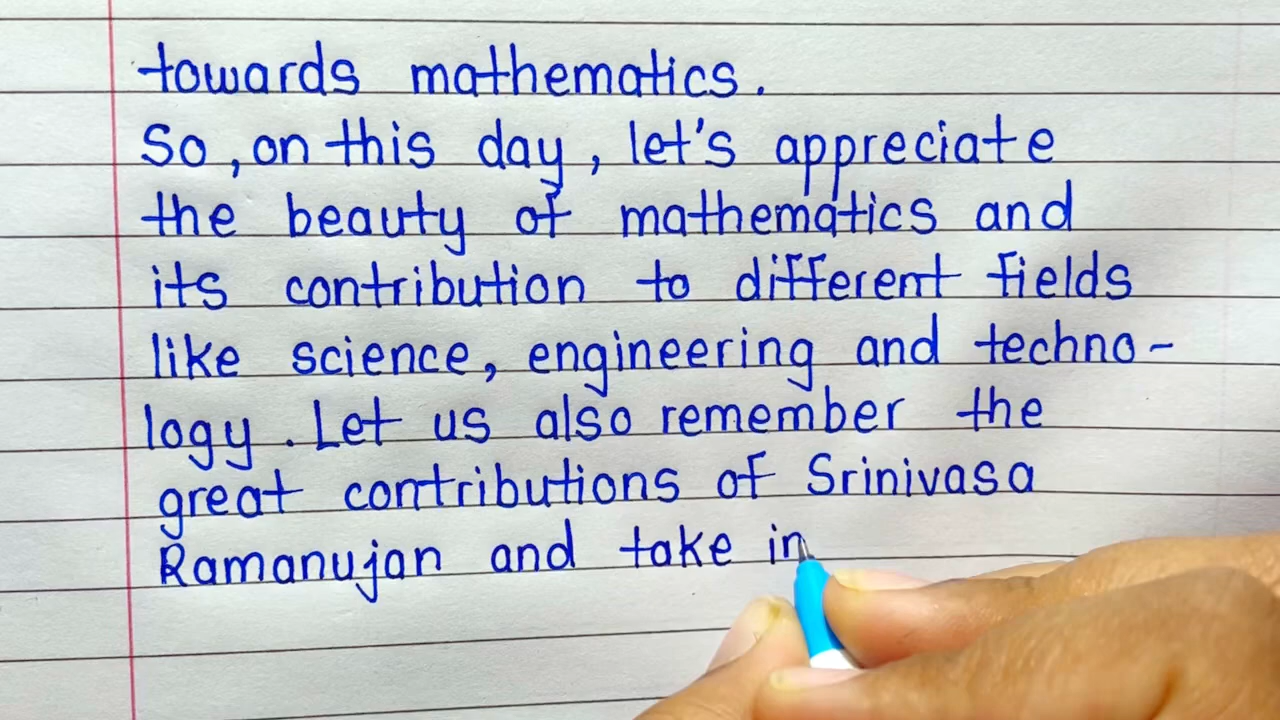 towards mathematics.
So, on this day, let's appreciate
the beauty of mathematics and
its contribution to different fields
like science, engineering and techno-
logy. Let us also remember the
great contributions of Srinivasa
Ramanujan and take in